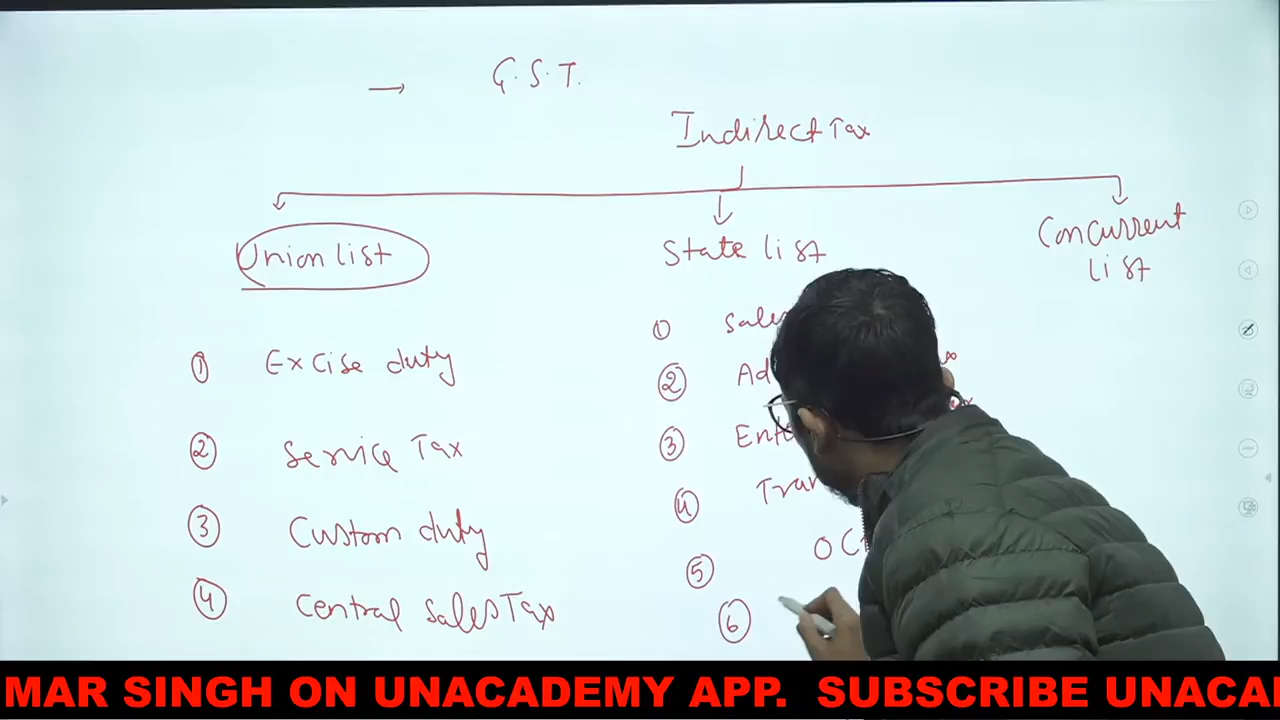 → G.S.T.
Indirect Tax
Union list
State list
Concurrent
list
① Excise duty
② Service Tax
③ Custom duty
④ Central Sales Tax
①
②
③
④
⑤
⑥
MAR SINGH ON UNACADEMY APP. SUBSCRIBE UNACA